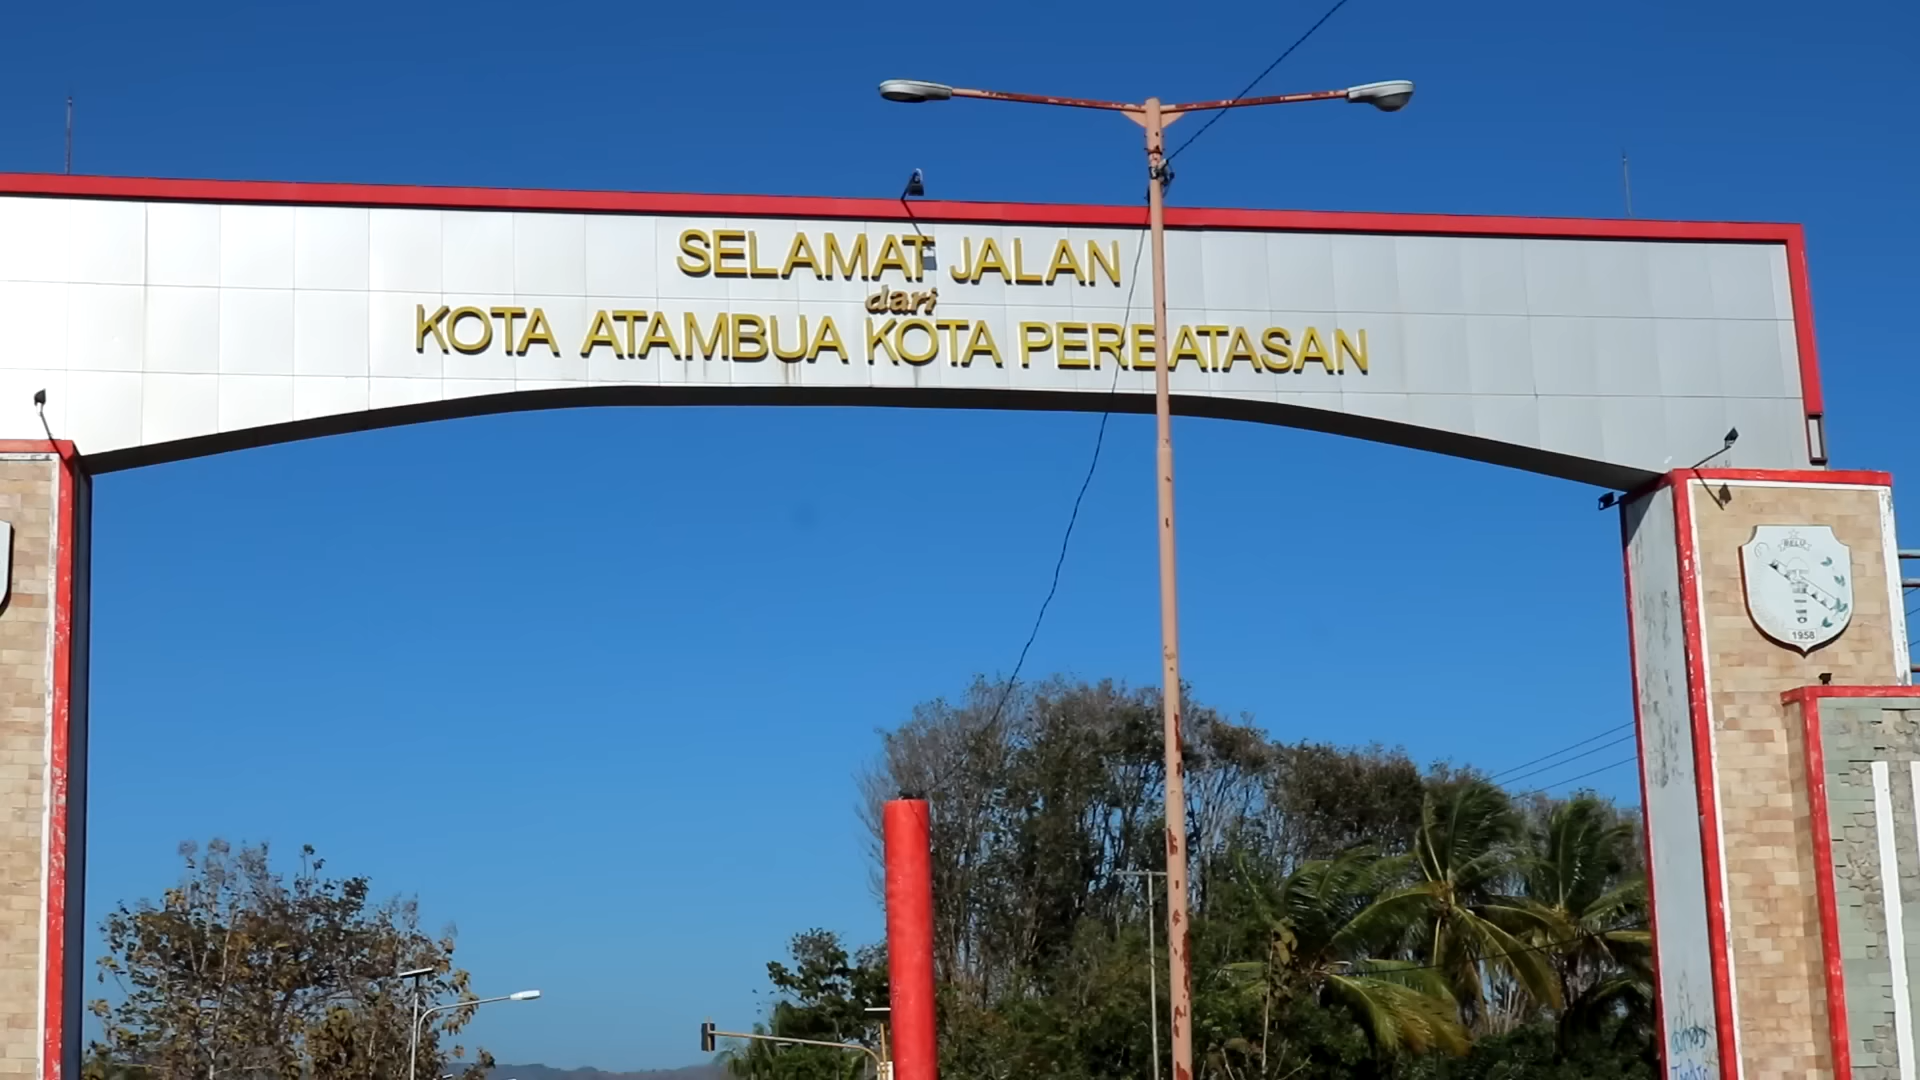 SELAMAT JALAN
dari
KOTA ATAMBUA KOTA PERBATASAN
BELU
1958